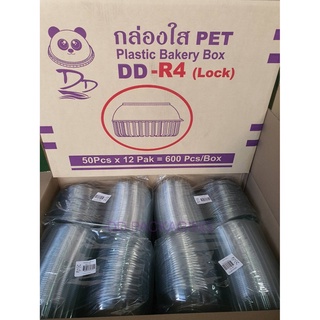 กล่องใส PET
Plastic Bakery Box
DD-R4 (Lock)
DD
50Pcs x 12 Pak = 600 Pcs/Box